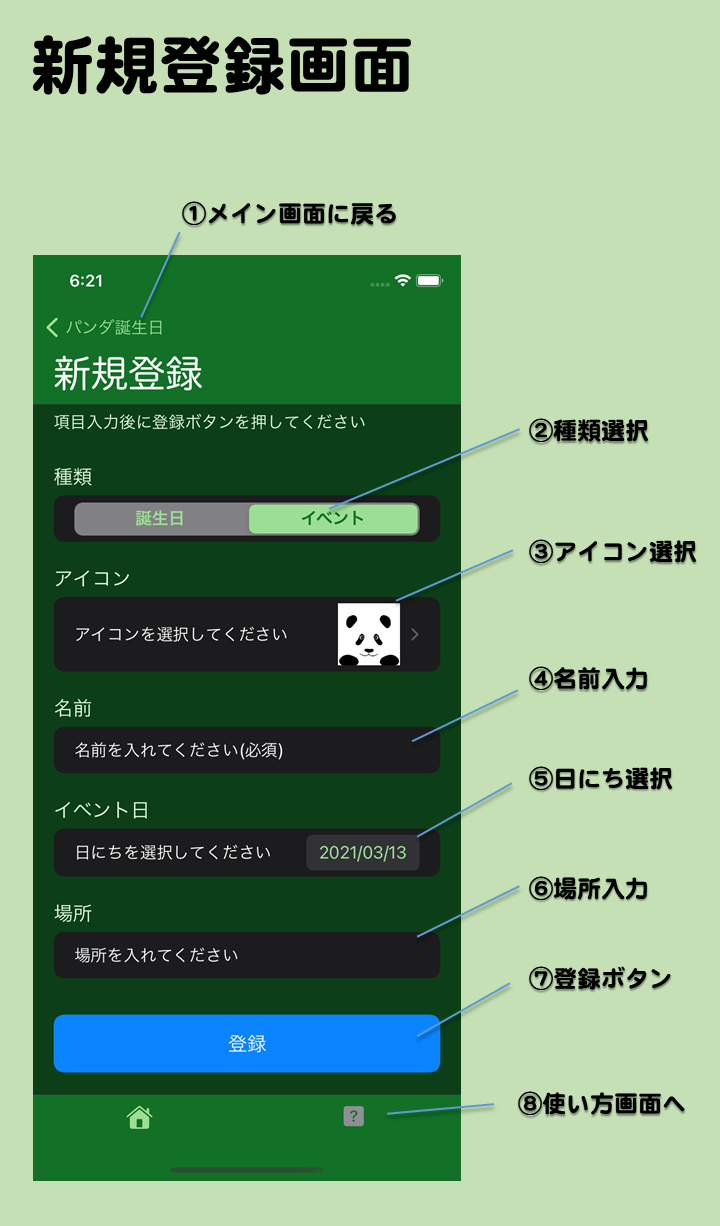 新規登録画面
①メイン画面に戻る
6:21
パンダ誕生日
新規登録
項目入力後に登録ボタンを押してください
②種類選択
種類
誕生日 イベント
③アイコン選択
アイコン
アイコンを選択してください
④名前入力
名前
名前を入れてください(必須)
⑤日にち選択
イベント日
日にちを選択してください 2021/03/13
⑥場所入力
場所
場所を入れてください
⑦登録ボタン
登録
⑧使い方画面へ
?